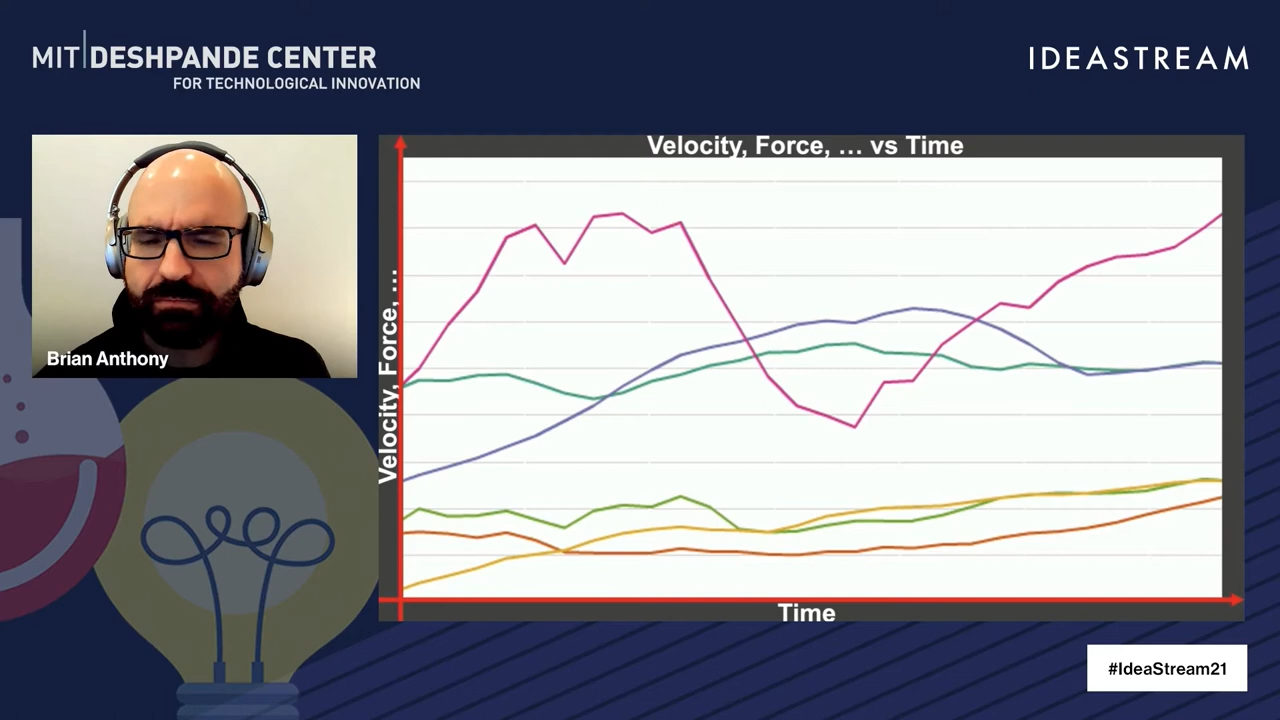 MIT DESHPANDE CENTER
FOR TECHNOLOGICAL INNOVATION
IDEASTREAM
Brian Anthony
Velocity, Force, … vs Time
Velocity, Force, …
Time
#IdeaStream21